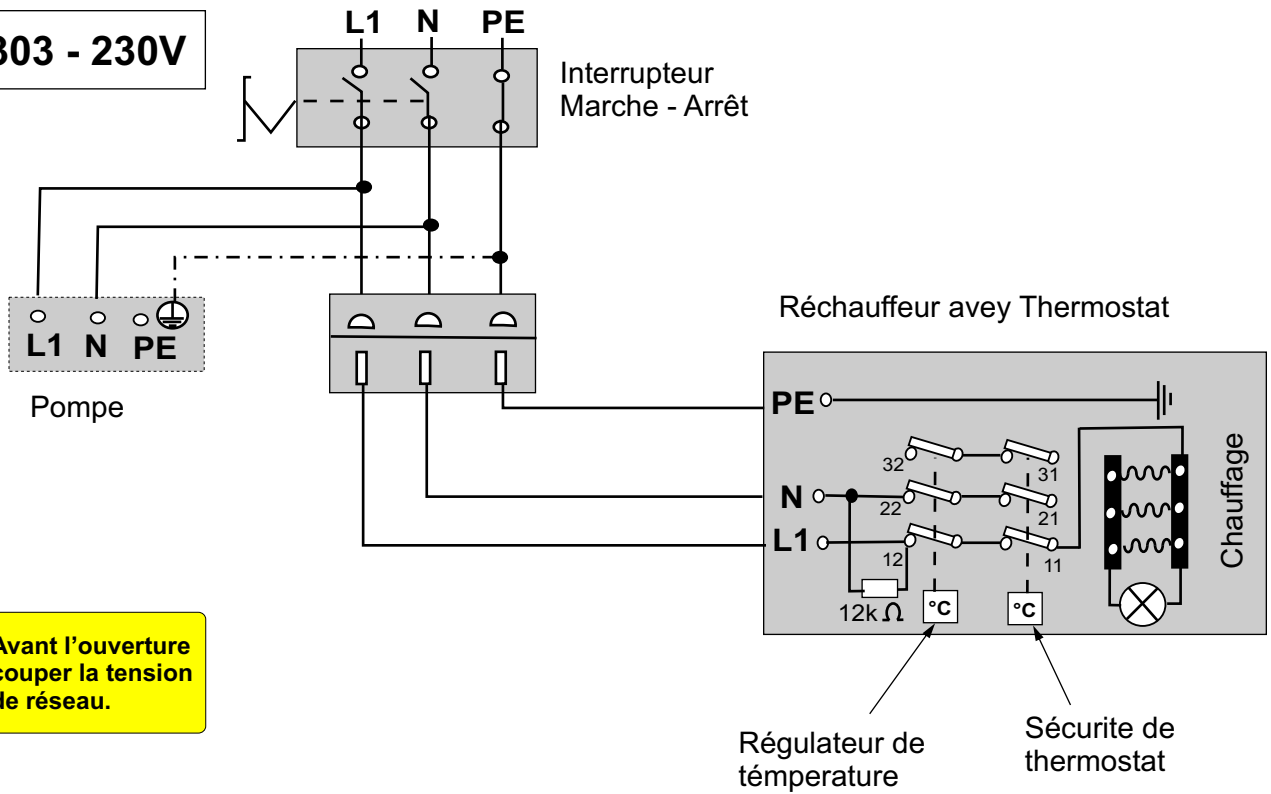 303 - 230V
L1 N PE
Interrupteur
Marche - Arrêt
L1 N PE
Pompe
Réchauffeur avey Thermostat
PE
N
L1
32
31
22
21
12
11
12k Ω
°C
°C
Chauffage
Avant l’ouverture
couper la tension
de réseau.
Régulateur de
témperature
Sécurite de
thermostat